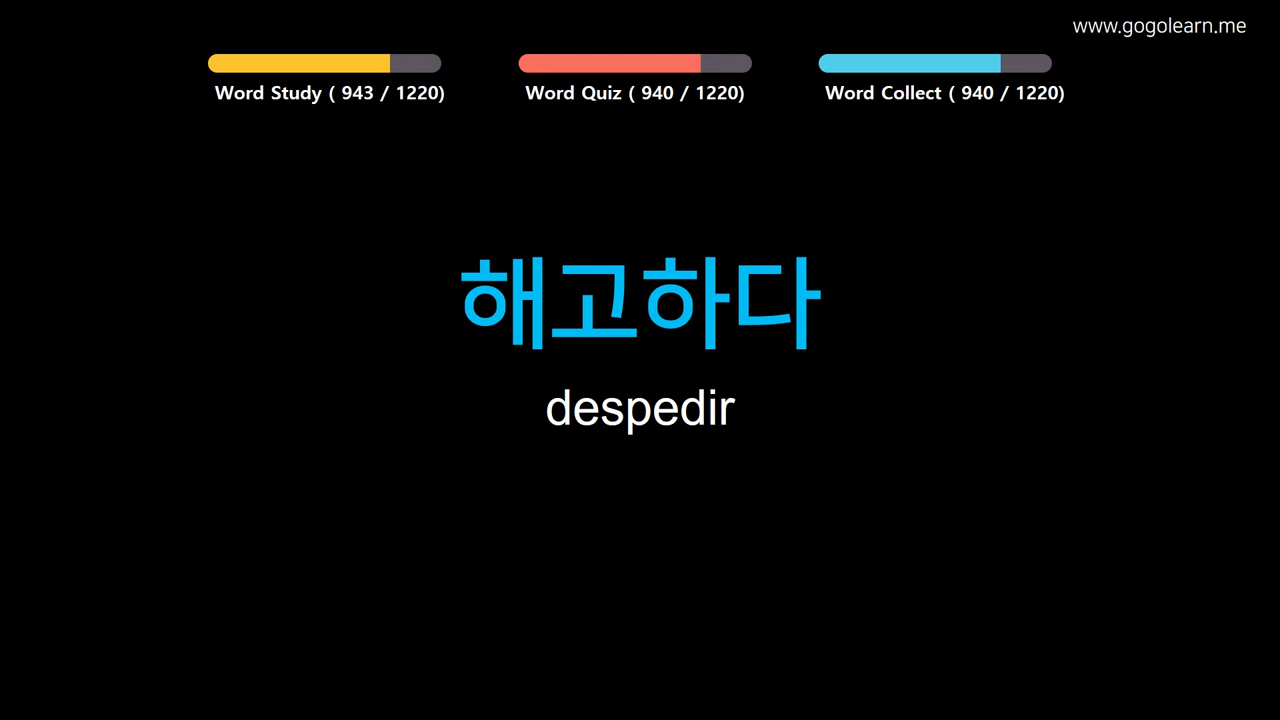 www.gogolearn.me
Word Study ( 943 / 1220)
Word Quiz ( 940 / 1220)
Word Collect ( 940 / 1220)
해고하다
despedir